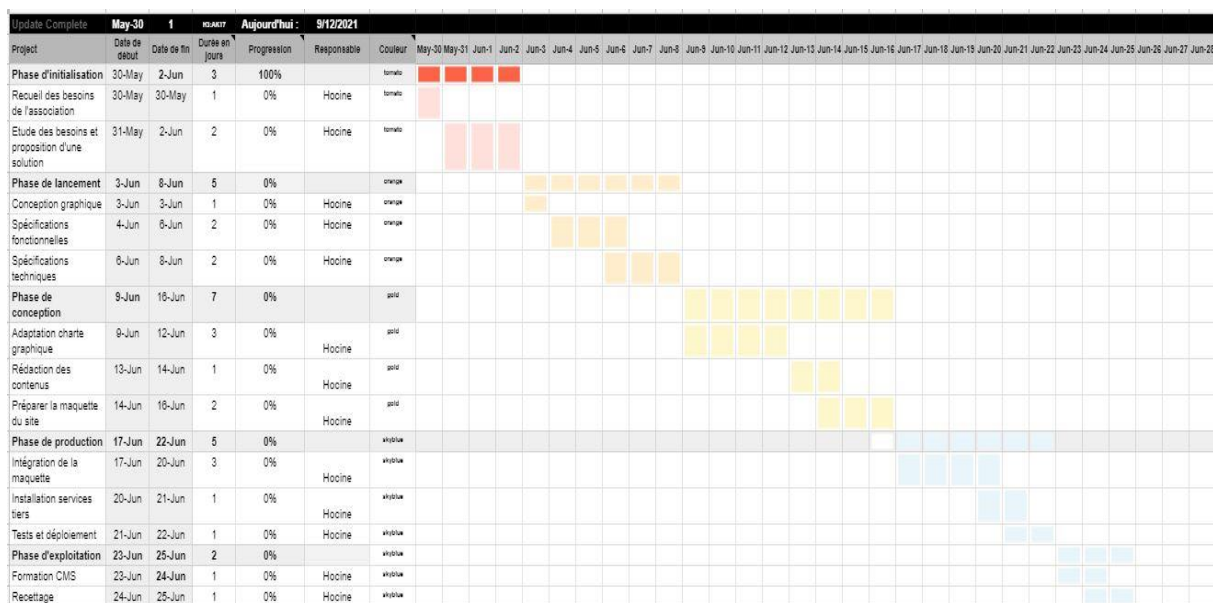 Update Complete May-30 1 Aujourd'hui : 9/12/2021
Project Date de début Date de fin Durée en jours Progression Responsable Couleur May-30 May-31 Jun-1 Jun-2 Jun-3 Jun-4 Jun-5 Jun-6 Jun-7 Jun-8 Jun-9 Jun-10 Jun-11 Jun-12 Jun-13 Jun-14 Jun-15 Jun-16 Jun-17 Jun-18 Jun-19 Jun-20 Jun-21 Jun-22 Jun-23 Jun-24 Jun-25 Jun-26 Jun-27 Jun-28
Phase d'initialisation 30-May 2-Jun 3 100% tomato
Recueil des besoins de l'association 30-May 30-May 1 0% Hocine tomato
Etude des besoins et proposition d'une solution 31-May 2-Jun 2 0% Hocine tomato
Phase de lancement 3-Jun 8-Jun 5 0% orange
Conception graphique 3-Jun 3-Jun 1 0% Hocine orange
Spécifications fonctionnelles 4-Jun 6-Jun 2 0% Hocine orange
Spécifications techniques 6-Jun 8-Jun 2 0% Hocine orange
Phase de conception 9-Jun 16-Jun 7 0% gold
Adaptation charte graphique 9-Jun 12-Jun 3 0% Hocine gold
Rédaction des contenus 13-Jun 14-Jun 1 0% Hocine gold
Préparer la maquette du site 14-Jun 16-Jun 2 0% Hocine gold
Phase de production 17-Jun 22-Jun 5 0% skyblue
Intégration de la maquette 17-Jun 20-Jun 3 0% Hocine skyblue
Installation services tiers 20-Jun 21-Jun 1 0% Hocine skyblue
Tests et déploiement 21-Jun 22-Jun 1 0% Hocine skyblue
Phase d'exploitation 23-Jun 25-Jun 2 0% skyblue
Formation CMS 23-Jun 24-Jun 1 0% Hocine skyblue
Recettage 24-Jun 25-Jun 1 0% Hocine skyblue